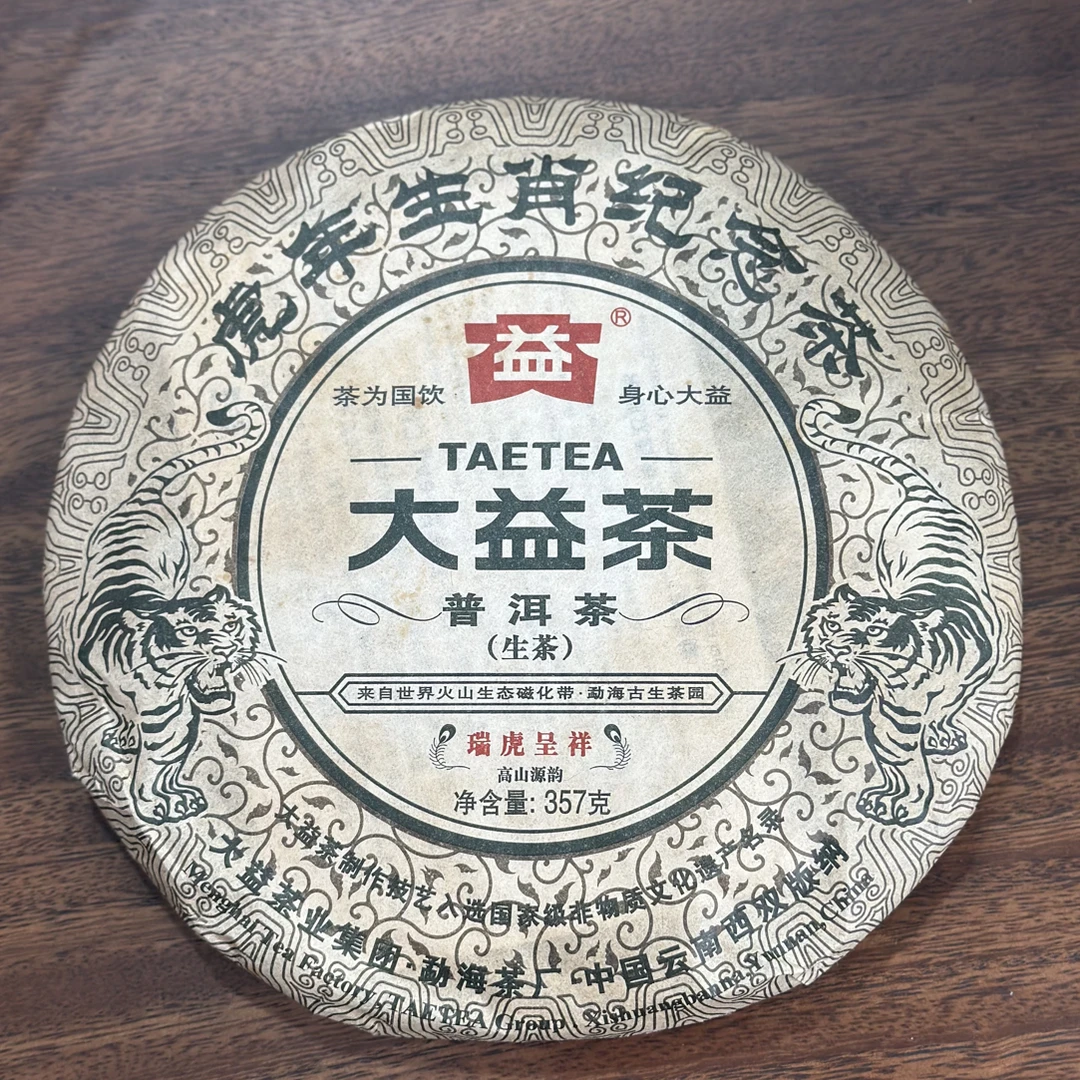 虎年生肖纪念茶
益®
茶为国饮 身心大益
TAETEA
大益茶
普洱茶
(生茶)
来自世界火山生态磁化带·勐海古生茶园
瑞虎呈祥
高山源韵
净含量: 357克
大益茶制作技艺入选国家级非物质文化遗产名录
大益茶业集团·勐海茶厂 中国云南西双版纳
Menghai Tea Factory, TAETEA Group . Xishuangbanna,Yunnan,China